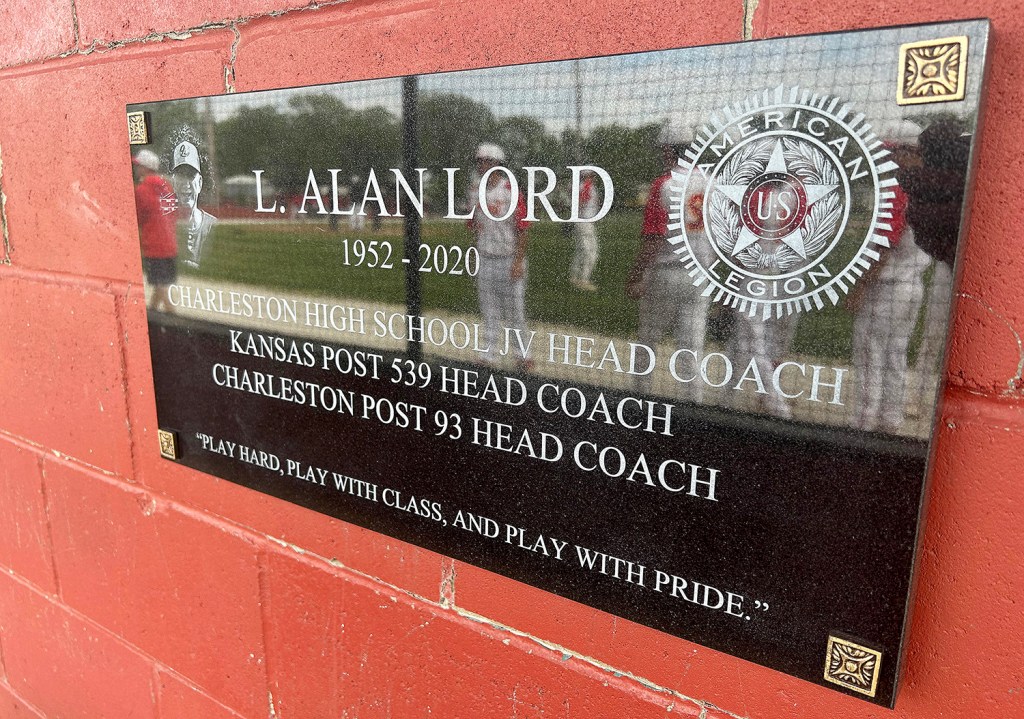 L. ALAN LORD
1952 - 2020
AMERICAN
U·S
LEGION
CHARLESTON HIGH SCHOOL JV HEAD COACH
KANSAS POST 539 HEAD COACH
CHARLESTON POST 93 HEAD COACH
“PLAY HARD, PLAY WITH CLASS, AND PLAY WITH PRIDE.”